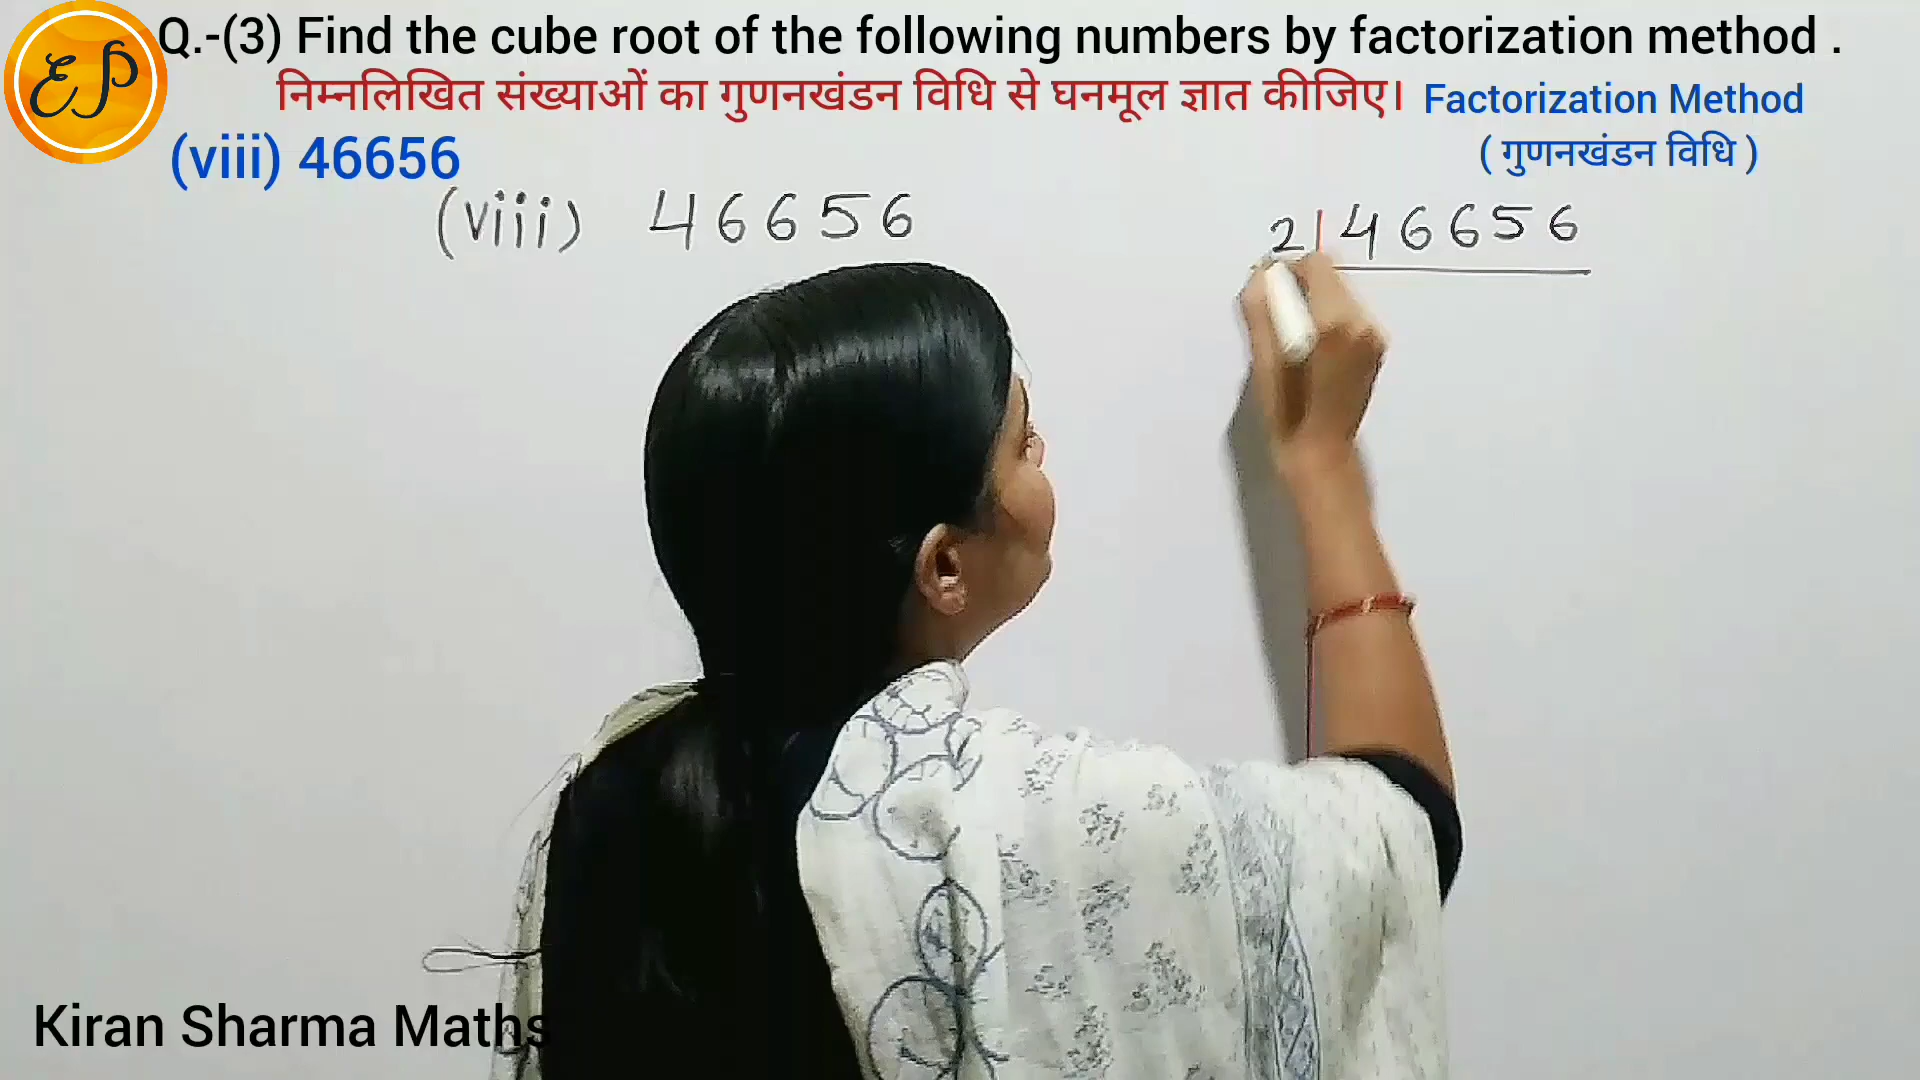 EP
Q.-(3) Find the cube root of the following numbers by factorization method .
निम्नलिखित संख्याओं का गुणनखंडन विधि से घनमूल ज्ञात कीजिए।
Factorization Method
( गुणनखंडन विधि )
(viii) 46656
(viii) 46656
2 46656
Kiran Sharma Maths